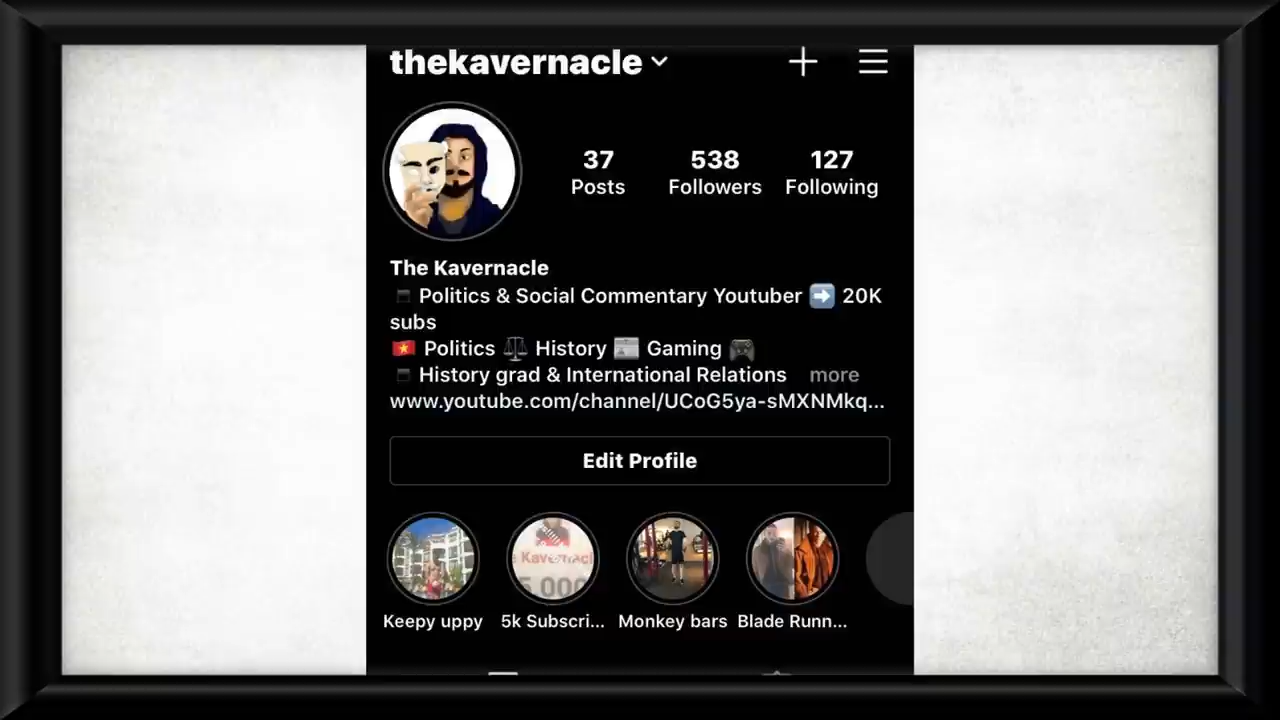 thekavernacle
37 538 127
Posts Followers Following
The Kavernacle
Politics & Social Commentary Youtuber ➡️ 20K
subs
🇻🇳 Politics ⚖️ History 📰 Gaming 🎮
History grad & International Relations more
www.youtube.com/channel/UCoG5ya-sMXNMkq...
Edit Profile
Keepy uppy 5k Subscri... Monkey bars Blade Runn...